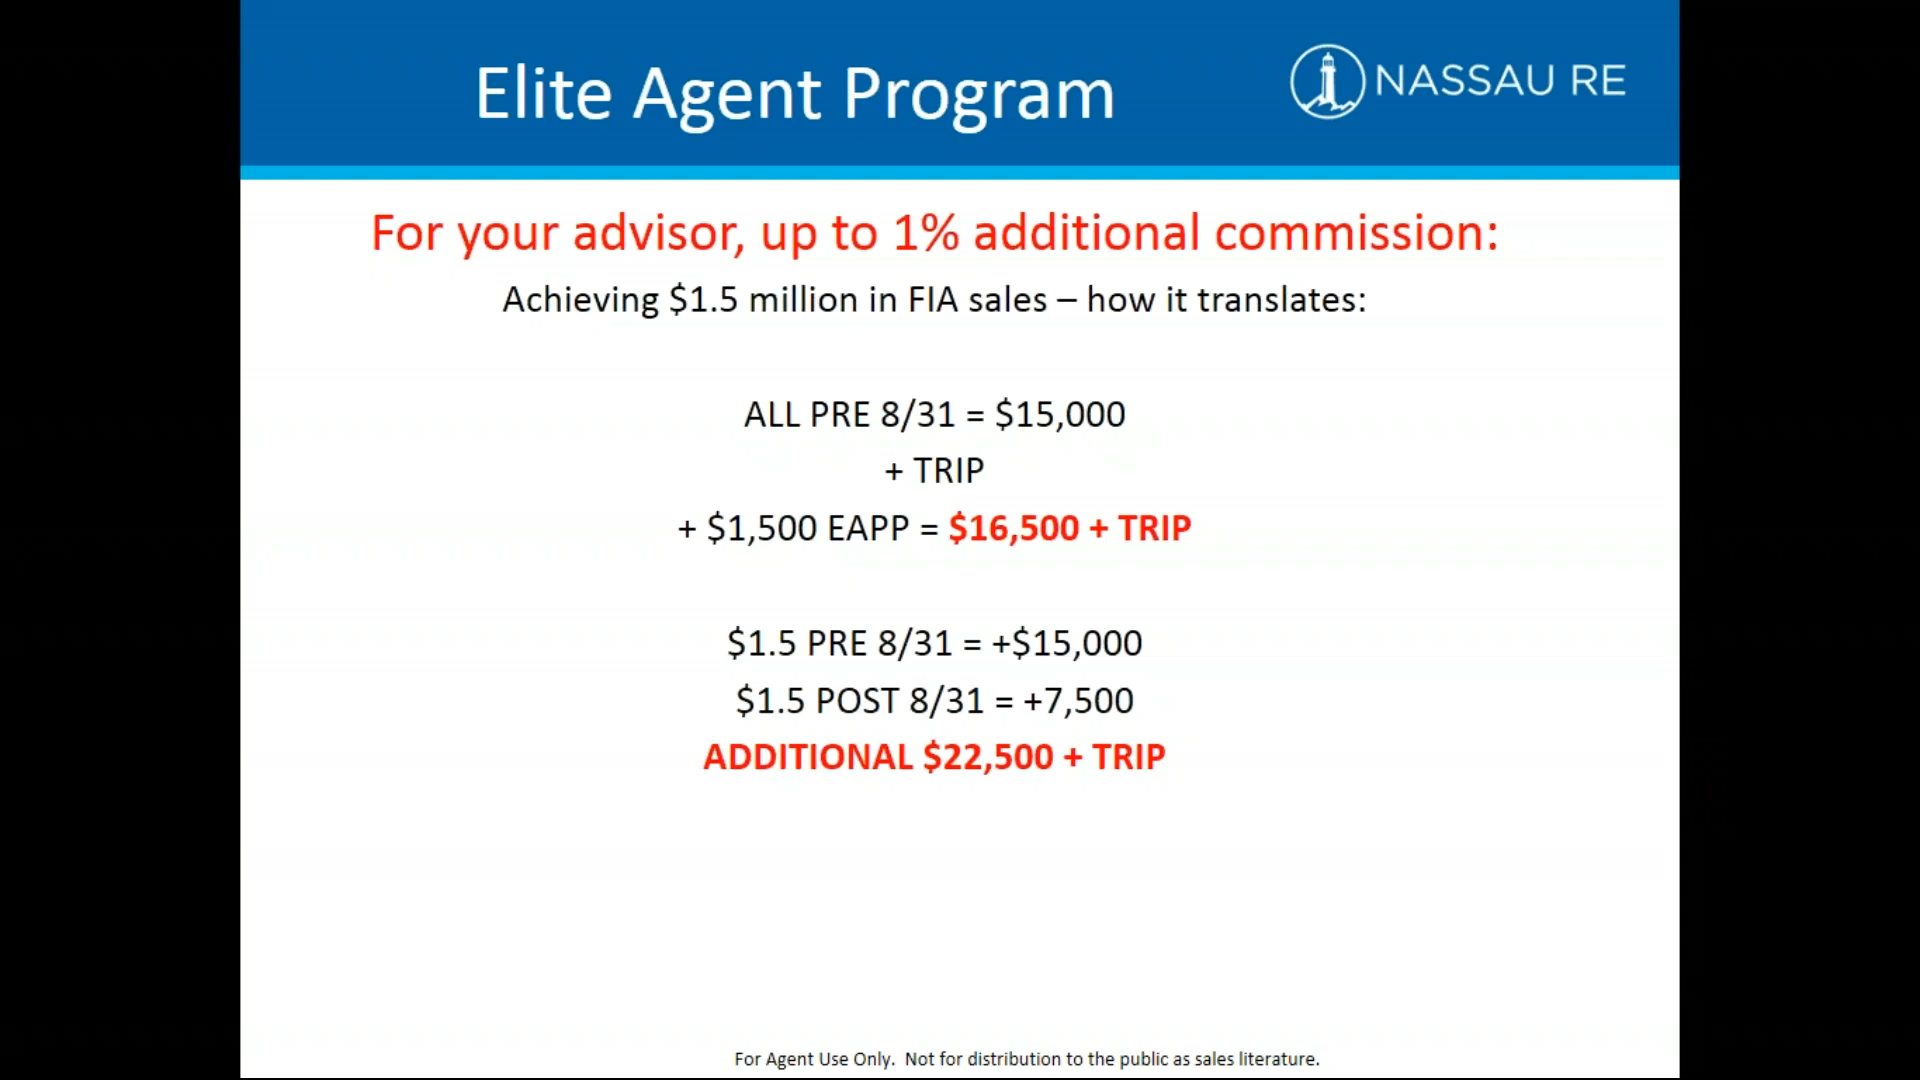 Elite Agent Program
NASSAU RE
For your advisor, up to 1% additional commission:
Achieving $1.5 million in FIA sales – how it translates:
ALL PRE 8/31 = $15,000
+ TRIP
+ $1,500 EAPP = $16,500 + TRIP
$1.5 PRE 8/31 = +$15,000
$1.5 POST 8/31 = +7,500
ADDITIONAL $22,500 + TRIP
For Agent Use Only.  Not for distribution to the public as sales literature.